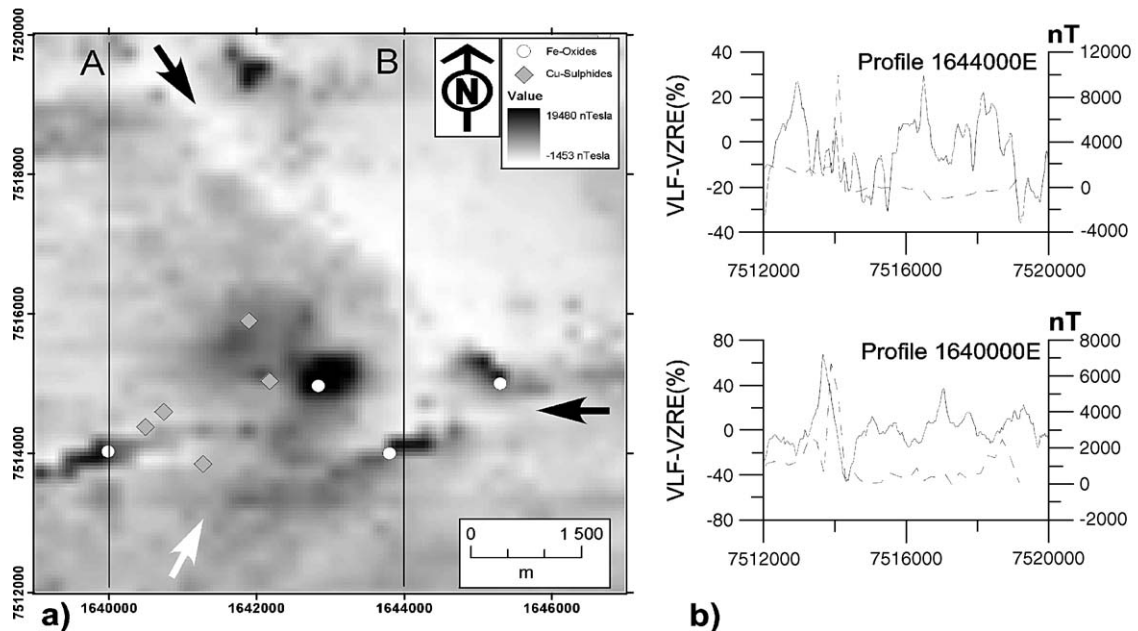 7520000
7518000
7516000
7514000
7512000
A
B
N
Fe-Oxides
Cu-Sulphides
Value
19480 nTesla
-1453 nTesla
0 1 500
m
1640000 1642000 1644000 1646000
a)
nT
Profile 1644000E
VLF-VZRE(%)
40
20
0
-20
-40
12000
8000
4000
0
-4000
7512000 7516000 7520000
nT
Profile 1640000E
VLF-VZRE(%)
80
40
0
-40
-80
8000
6000
4000
2000
0
-2000
7512000 7516000 7520000
b)